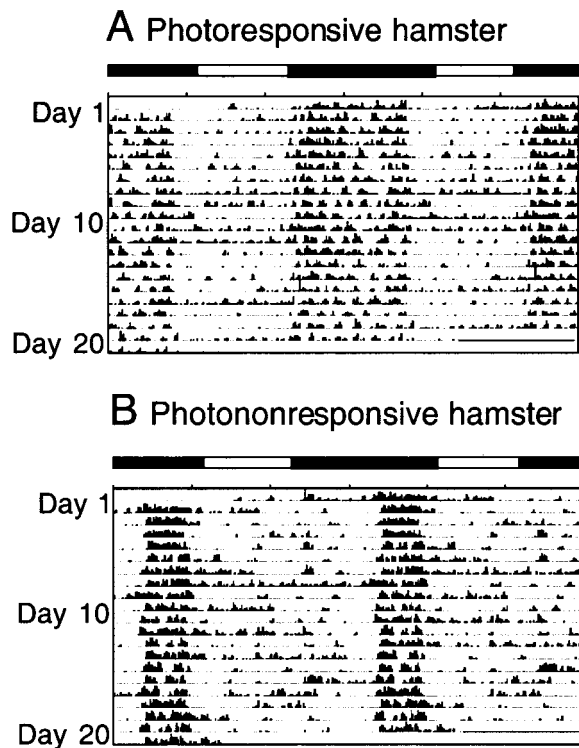 A Photoresponsive hamster
Day 1
Day 10
Day 20
B Photononresponsive hamster
Day 1
Day 10
Day 20